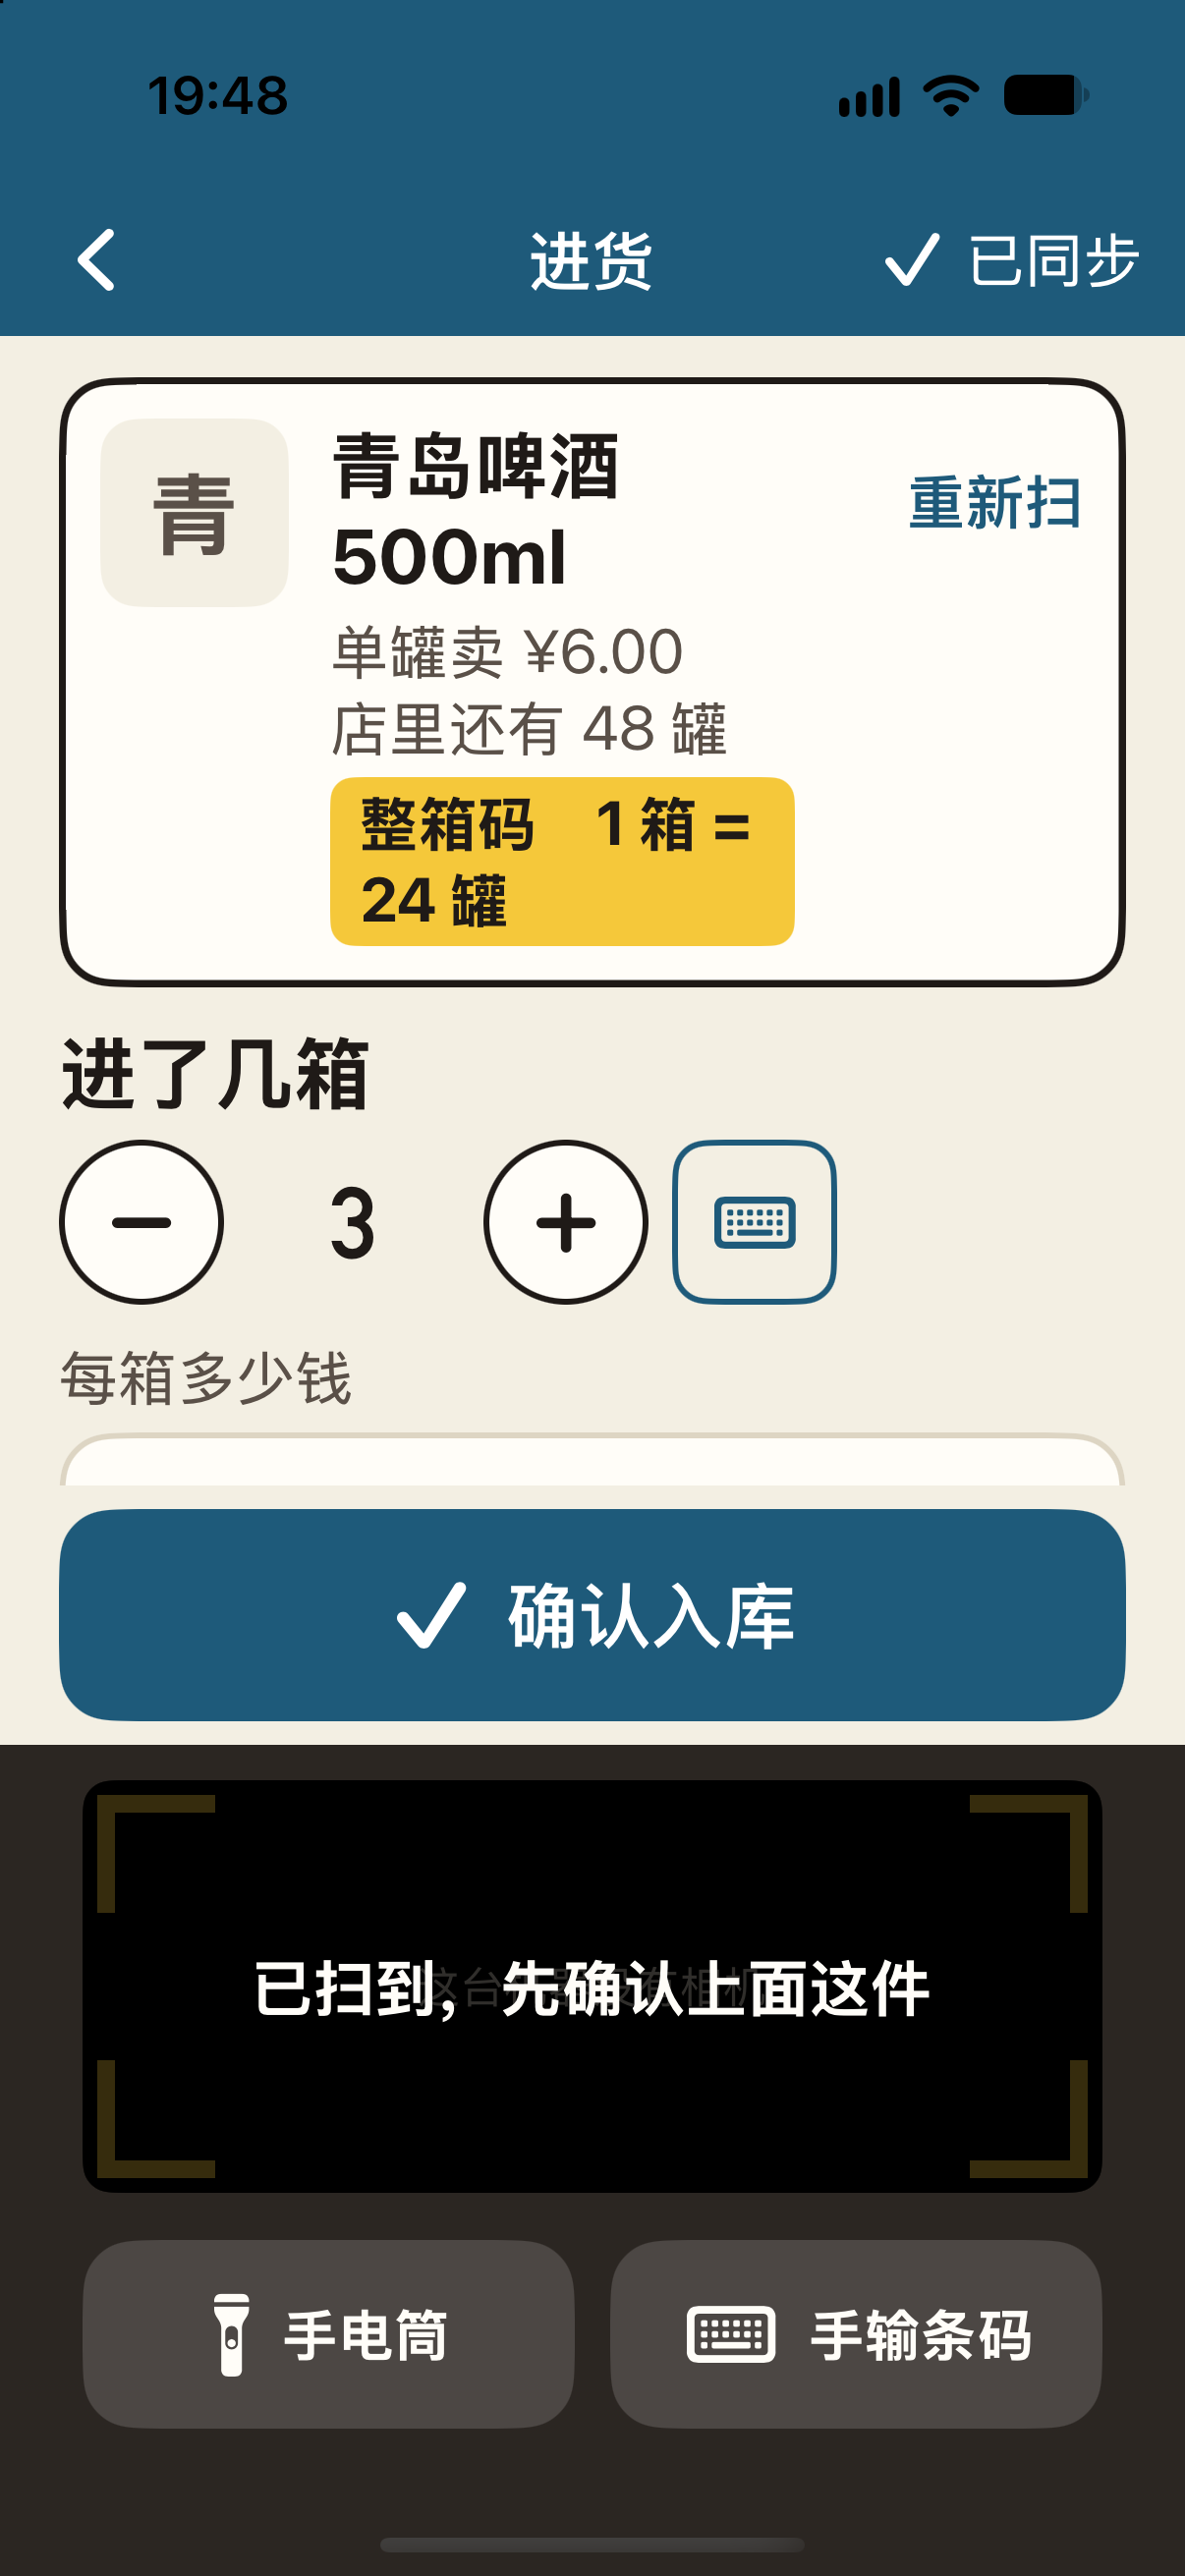 19:48
进货
已同步
青
青岛啤酒
500ml
重新扫
单罐卖 ¥6.00
店里还有 48 罐
整箱码 1 箱 =
24 罐
进了几箱
3
每箱多少钱
确认入库
已扫到，先确认上面这件
手电筒
手输条码